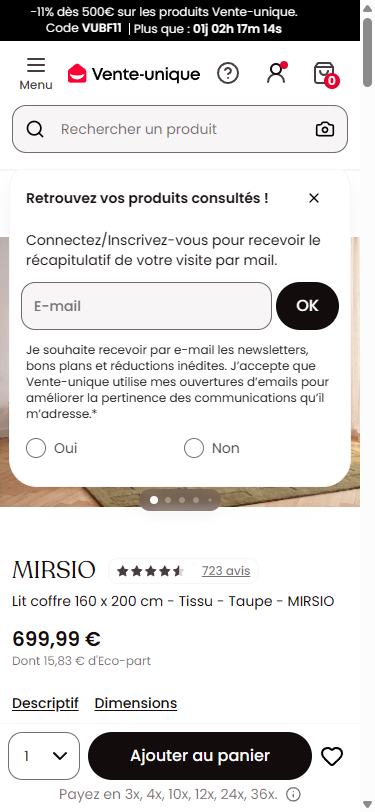 -11% dès 500€ sur les produits Vente-unique.
Code VUBF11 | Plus que : 01j 02h 17m 14s
Menu
Vente-unique
0
Rechercher un produit
Retrouvez vos produits consultés !
Connectez/Inscrivez-vous pour recevoir le
récapitulatif de votre visite par mail.
E-mail
OK
Je souhaite recevoir par e-mail les newsletters,
bons plans et réductions inédites. J'accepte que
Vente-unique utilise mes ouvertures d'emails pour
améliorer la pertinence des communications qu'il
m'adresse.*
Oui
Non
MIRSIO
723 avis
Lit coffre 160 x 200 cm - Tissu - Taupe - MIRSIO
699,99 €
Dont 15,83 € d'Eco-part
Descriptif
Dimensions
1
Ajouter au panier
Payez en 3x, 4x, 10x, 12x, 24x, 36x.